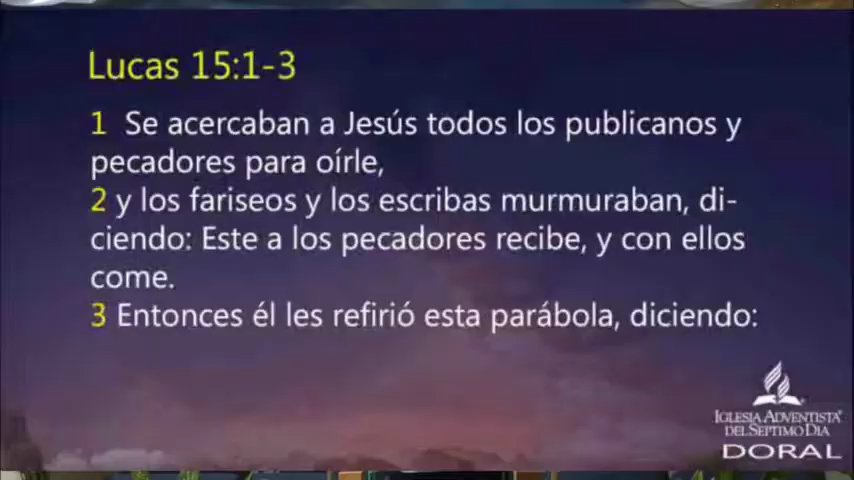 Lucas 15:1-3
1 Se acercaban a Jesús todos los publicanos y
pecadores para oírle,
2 y los fariseos y los escribas murmuraban, di-
ciendo: Este a los pecadores recibe, y con ellos
come.
3 Entonces él les refirió esta parábola, diciendo:
IGLESIA ADVENTISTA
DEL SEPTIMO DIA
DORAL